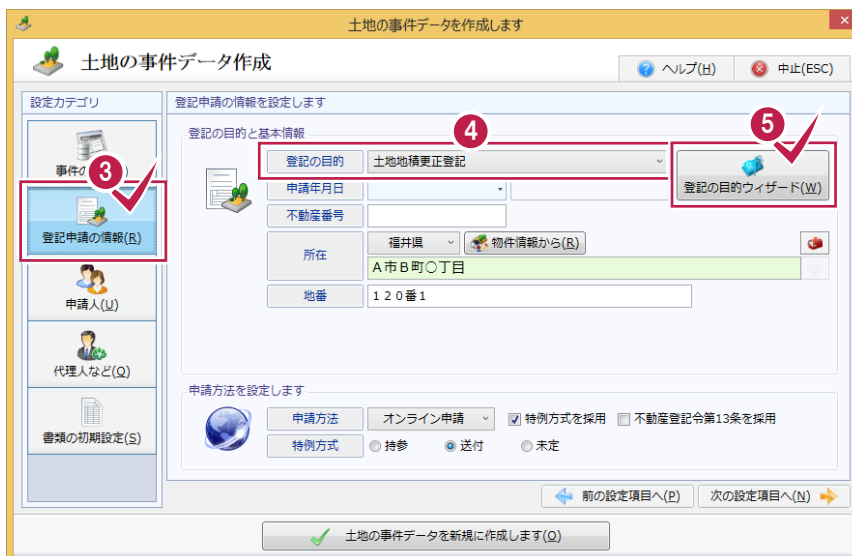 土地の事件データを作成します
土地の事件データ作成
ヘルプ(H)
中止(ESC)
設定カテゴリ
登記申請の情報を設定します
登記の目的と基本情報
4
5
3
事件の
登記の目的
土地地積更正登記
登記の目的ウィザード(W)
申請年月日
不動産番号
登記申請の情報(R)
所在
福井県
物件情報から(R)
A市B町〇丁目
申請人(U)
地番
120番1
代理人など(Q)
申請方法を設定します
申請方法
オンライン申請
特例方式を採用
不動産登記令第13条を採用
書類の初期設定(S)
特例方式
持参
送付
未定
前の設定項目へ(P)
次の設定項目へ(N)
土地の事件データを新規に作成します(O)